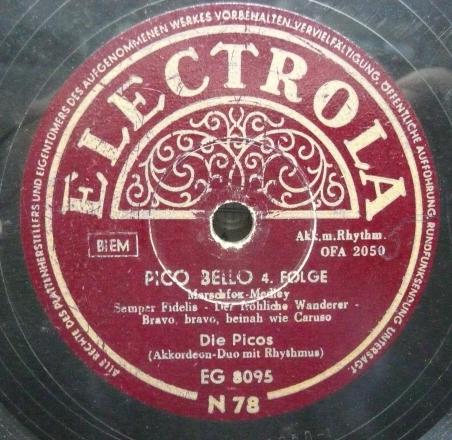 ALLE RECHTE DES PLATTENHERSTELLERS UND EIGENTÜMERS DES AUFGENOMMENEN WERKES VORBEHALTEN. VERVIELFÄLTIGUNG, ÖFFENTLICHE AUFFÜHRUNG, RUNDFUNKSENDUNG UNTERSAGT.
ELECTROLA
BIEM
Akk.m.Rhythm.
OFA 2050
PICO BELLO 4. FOLGE
Marschfox-Medley
Semper Fidelis - Der fröhliche Wanderer -
Bravo, bravo, beinah wie Caruso
Die Picos
(Akkordeon-Duo mit Rhythmus)
EG 8095
N 78